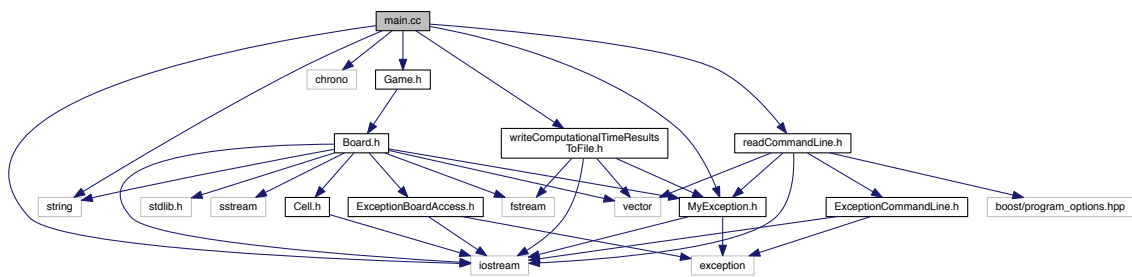 main.cc
chrono
Game.h
Board.h
writeComputationalTimeResults
ToFile.h
readCommandLine.h
string
stdlib.h
sstream
Cell.h
ExceptionBoardAccess.h
fstream
vector
MyException.h
ExceptionCommandLine.h
boost/program_options.hpp
iostream
exception